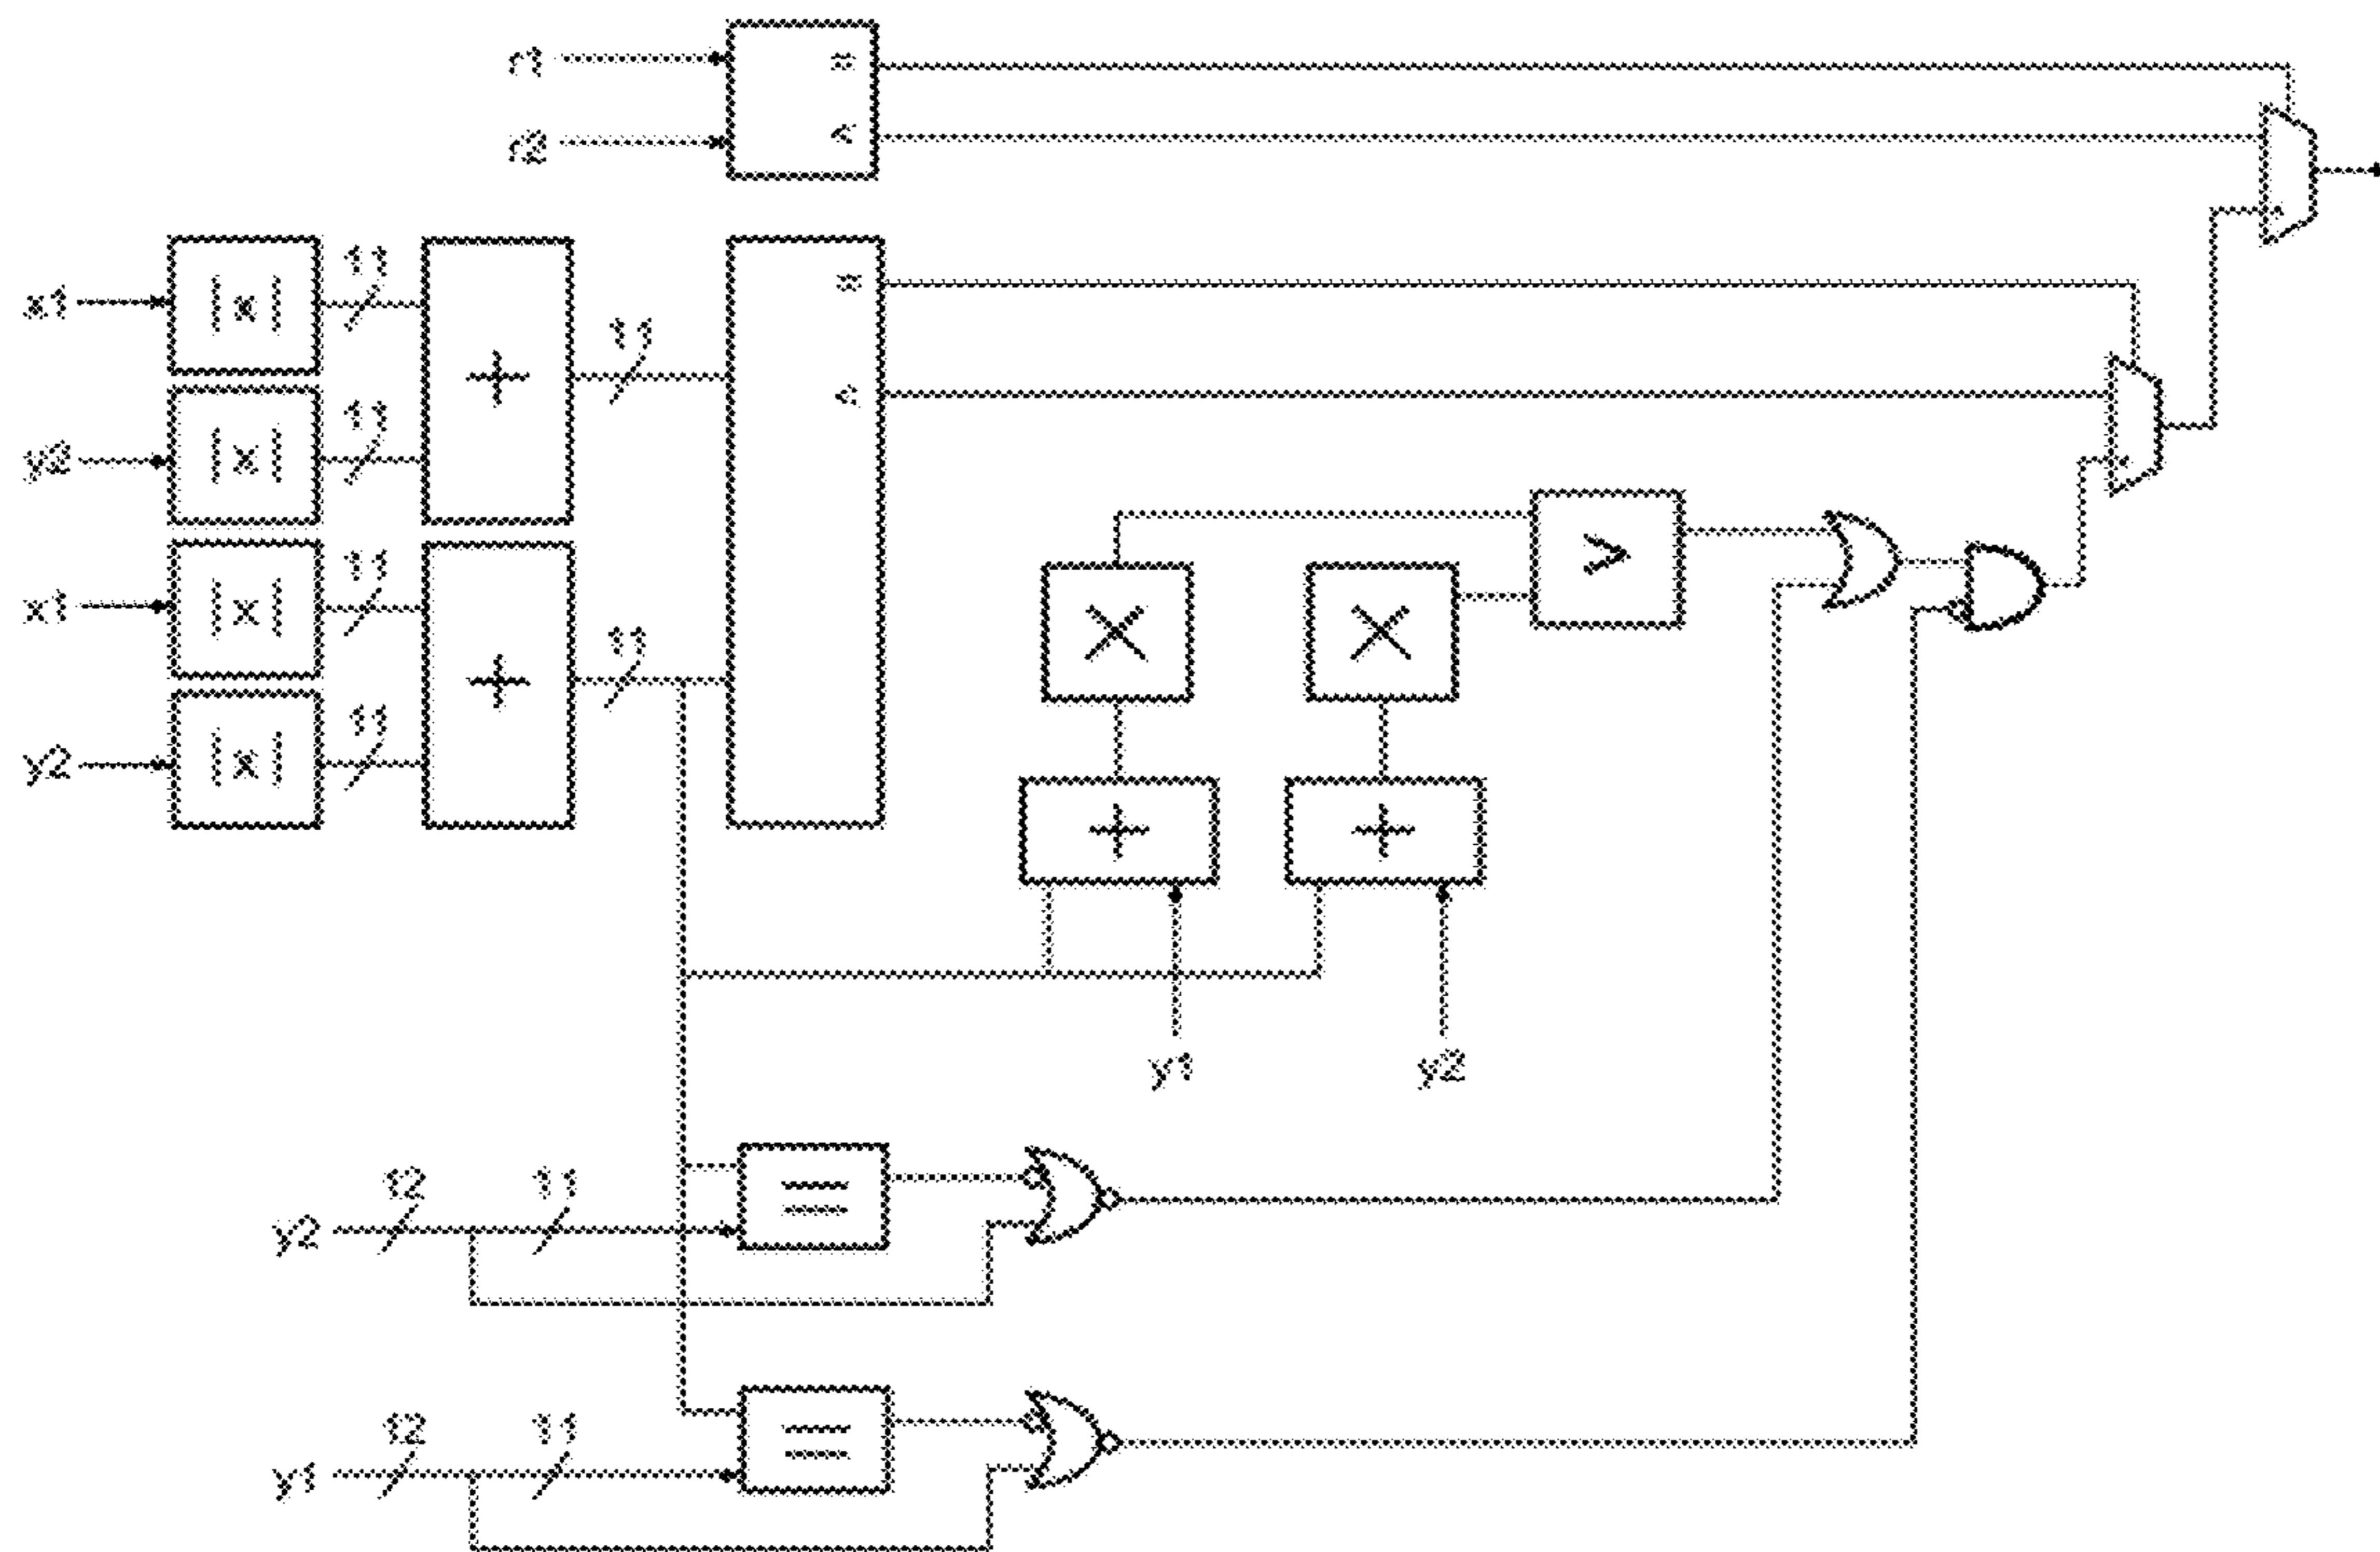 r1
=
r2
<
x1
|x|
11
=
11
+
<
y2
|x|
11
>
x1
|x|
11
11
+
×
×
y2
|x|
11
+
+
y1
y2
12
11
=
y2
12
11
=
y1